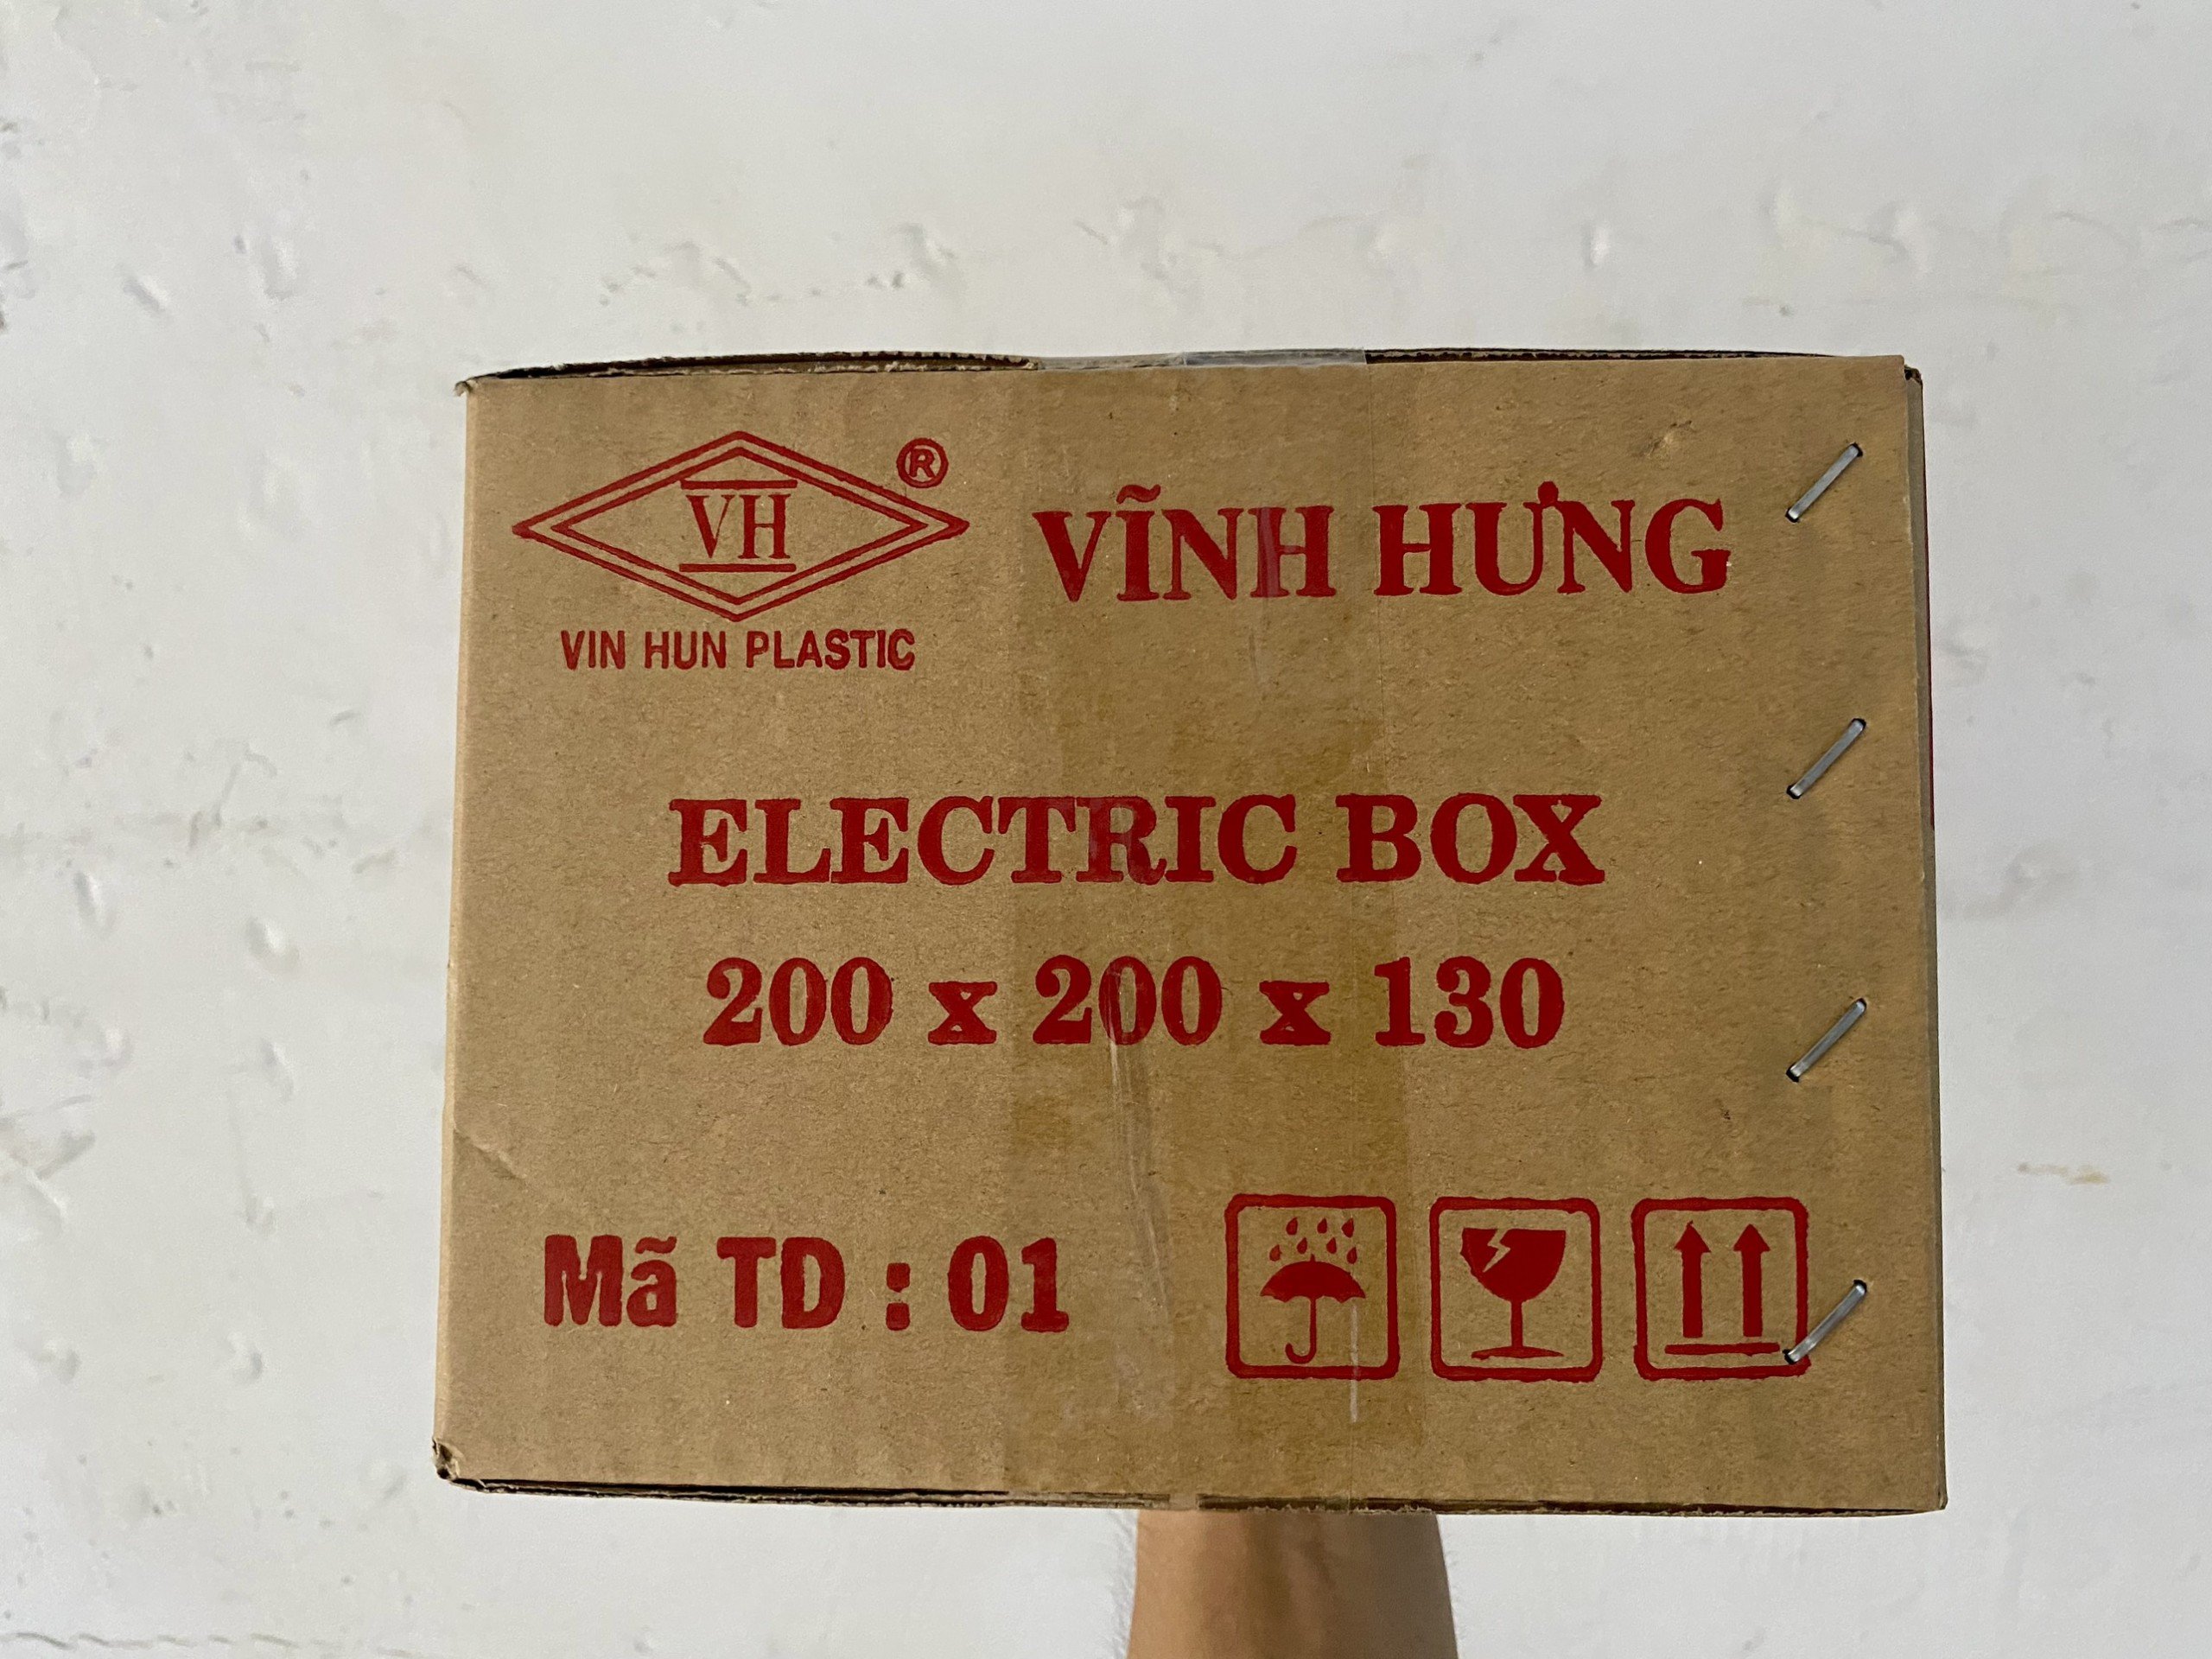 VH ®
VIN HUN PLASTIC
VĨNH HƯNG
ELECTRIC BOX
200 x 200 x 130
Mã TD : 01